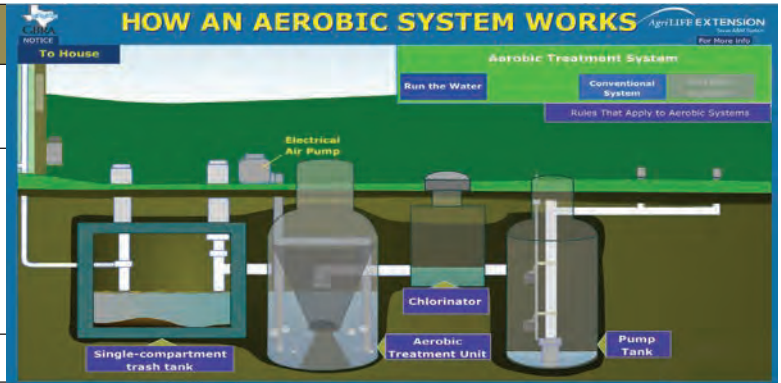 HOW AN AEROBIC SYSTEM WORKS
AgriLIFE EXTENSION
GBRA
NOTICE
For More Info
To House
Aerobic Treatment System
Run the Water
Conventional
System
Rules That Apply to Aerobic Systems
Electrical
Air Pump
Chlorinator
Single-compartment
trash tank
Aerobic
Treatment Unit
Pump
Tank